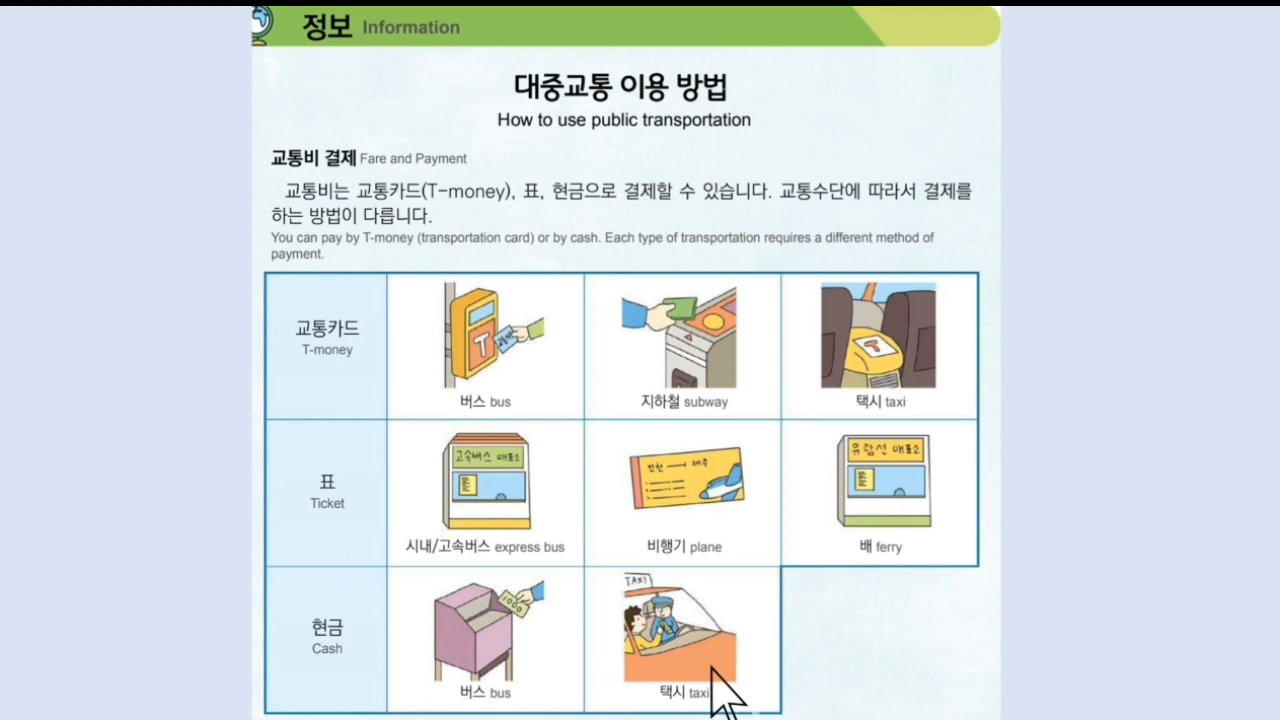 정보 Information
대중교통 이용 방법
How to use public transportation
교통비 결제 Fare and Payment
교통비는 교통카드(T-money), 표, 현금으로 결제할 수 있습니다. 교통수단에 따라서 결제를
하는 방법이 다릅니다.
You can pay by T-money (transportation card) or by cash. Each type of transportation requires a different method of
payment.
교통카드
T-money
T
T
버스 bus
지하철 subway
택시 taxi
표
Ticket
고속버스 매표소
인천 → 제주
유람선 매표소
시내/고속버스 express bus
비행기 plane
배 ferry
현금
Cash
1000
TAXI
버스 bus
택시 taxi